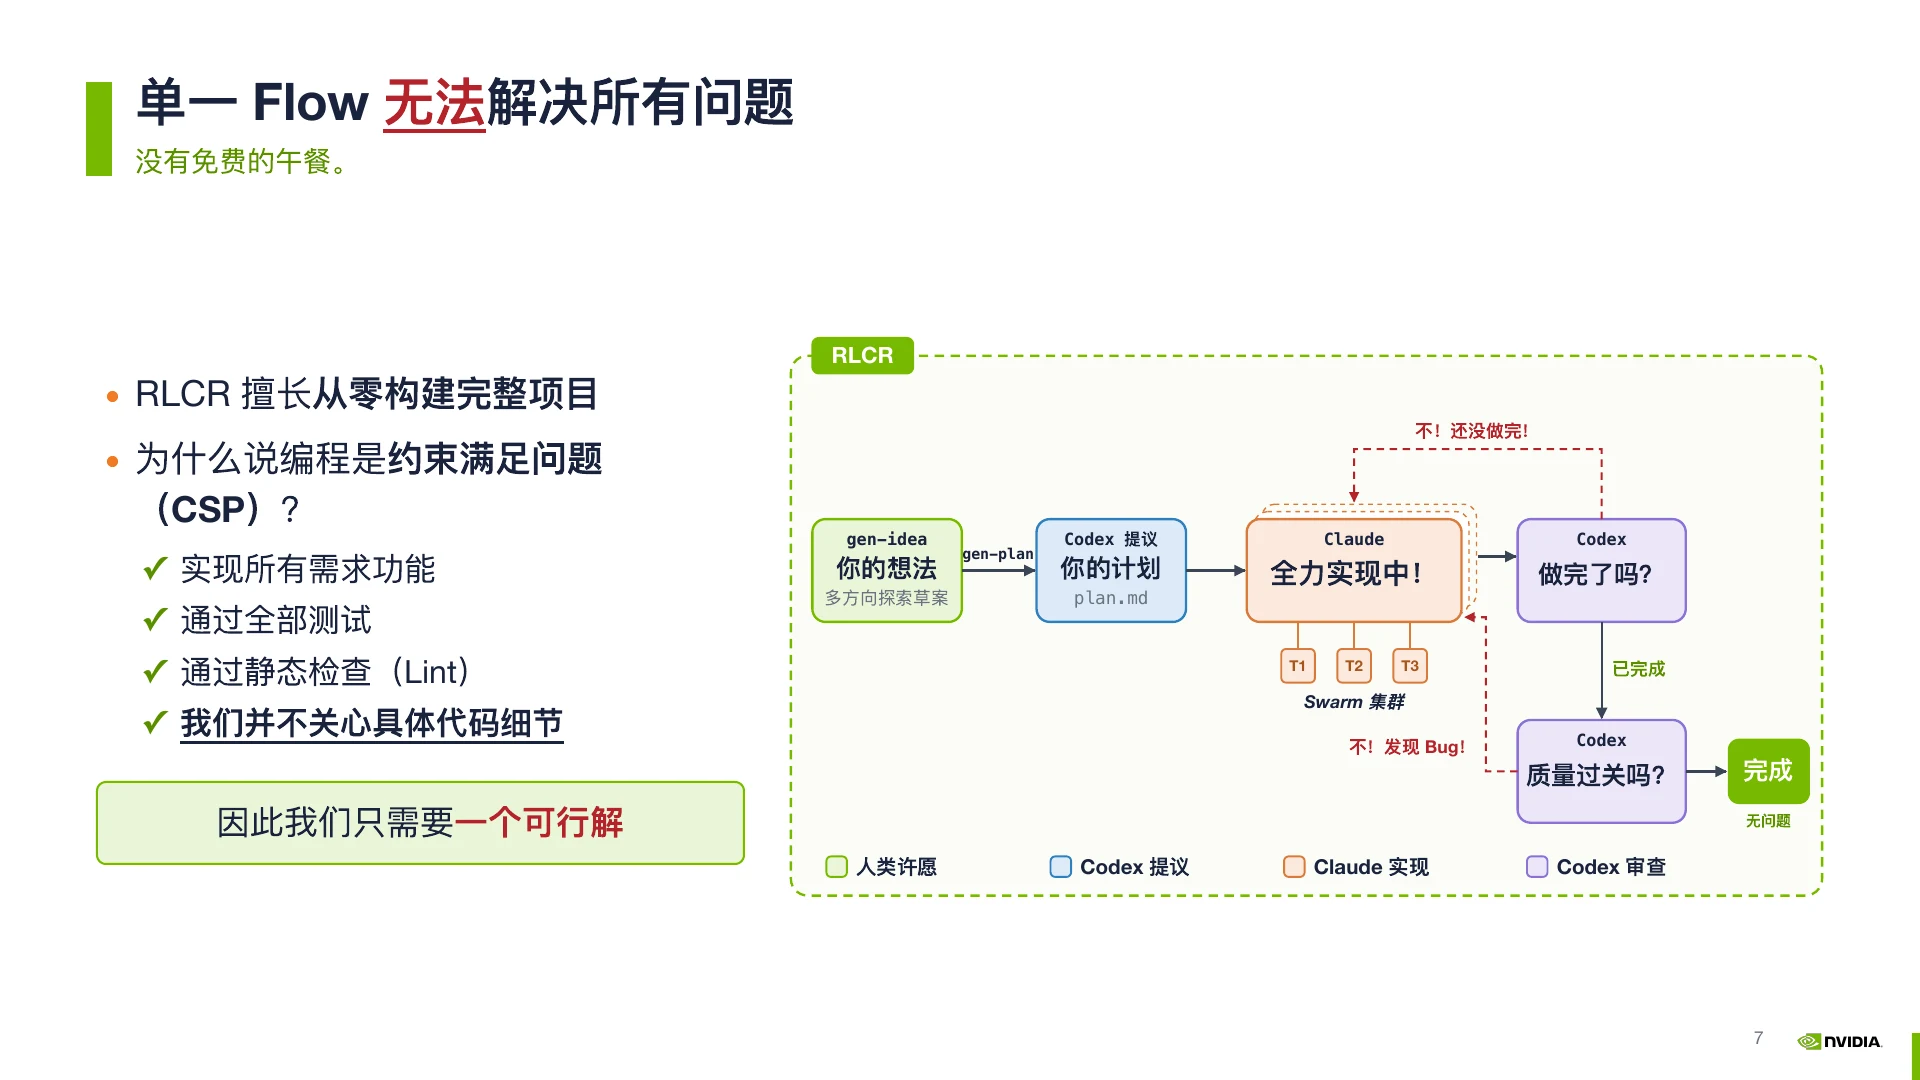 单一 Flow 无法解决所有问题
没有免费的午餐。
• RLCR 擅长从零构建完整项目
• 为什么说编程是约束满足问题
（CSP）?
✓ 实现所有需求功能
✓ 通过全部测试
✓ 通过静态检查（Lint）
✓ 我们并不关心具体代码细节
因此我们只需要一个可行解
RLCR
不！还没做完！
gen-idea
你的想法
多方向探索草案
gen-plan
Codex 提议
你的计划
plan.md
Claude
全力实现中！
T1 T2 T3
Swarm 集群
Codex
做完了吗？
已完成
不！发现 Bug！
Codex
质量过关吗？
完成
无问题
人类许愿
Codex 提议
Claude 实现
Codex 审查
7
NVIDIA